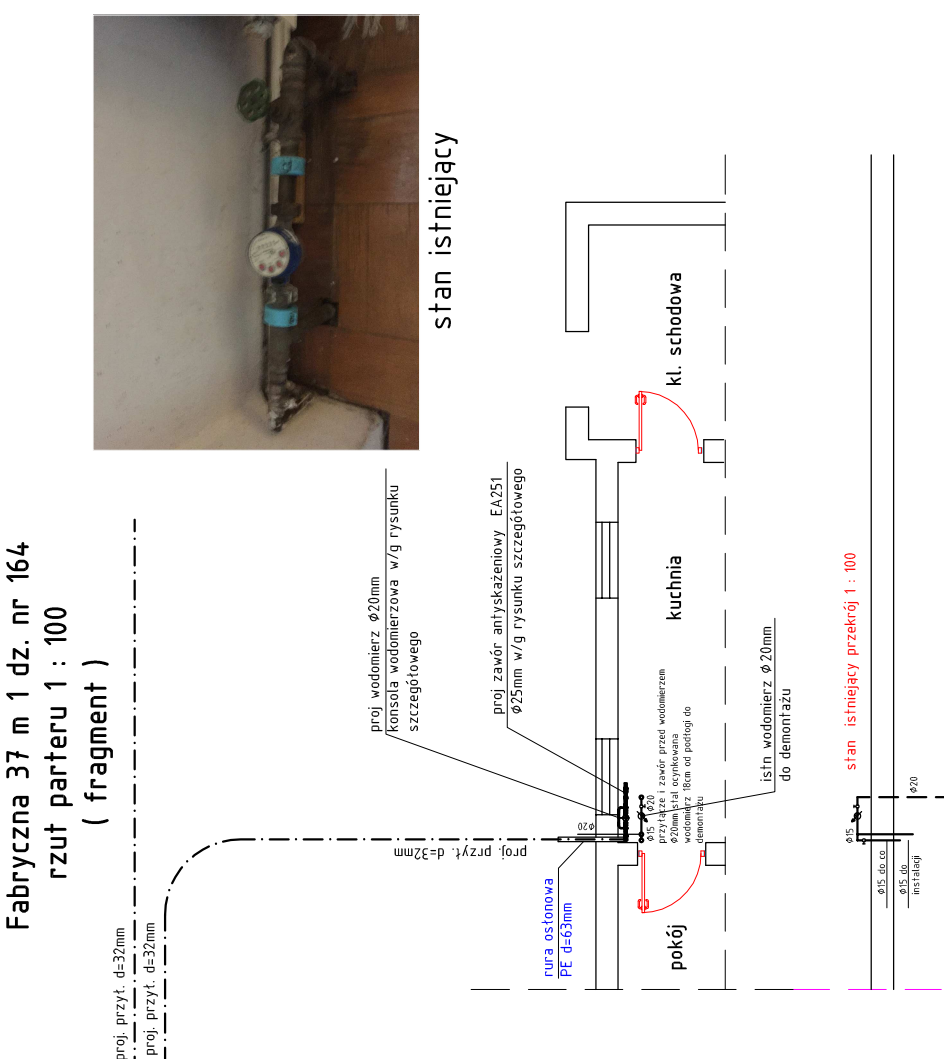 Fabryczna 37 m 1 dz. nr 164
rzut parteru 1 : 100
( fragment )
stan istniejący
proj. przył. d=32mm
proj. przył. d=32mm
proj. przył. d=32mm
proj wodomierz Φ20mm
konsola wodomierzowa w/g rysunku
szczegółowego
proj zawór antyskażeniowy EA251
Φ25mm w/g rysunku szczegółowego
rura osłonowa
PE d=63mm
Φ20
kl. schodowa
kuchnia
pokój
Φ15
Φ20
przyłącze i zawór przed wodomierzem
Φ20mm stal ocynkowana
wodomierz 18cm od podłogi do
demontażu
istn wodomierz Φ 20mm
do demontażu
stan istniejący przekrój 1 : 100
Φ15
Φ20
Φ15 do co
Φ15 do
instalacji